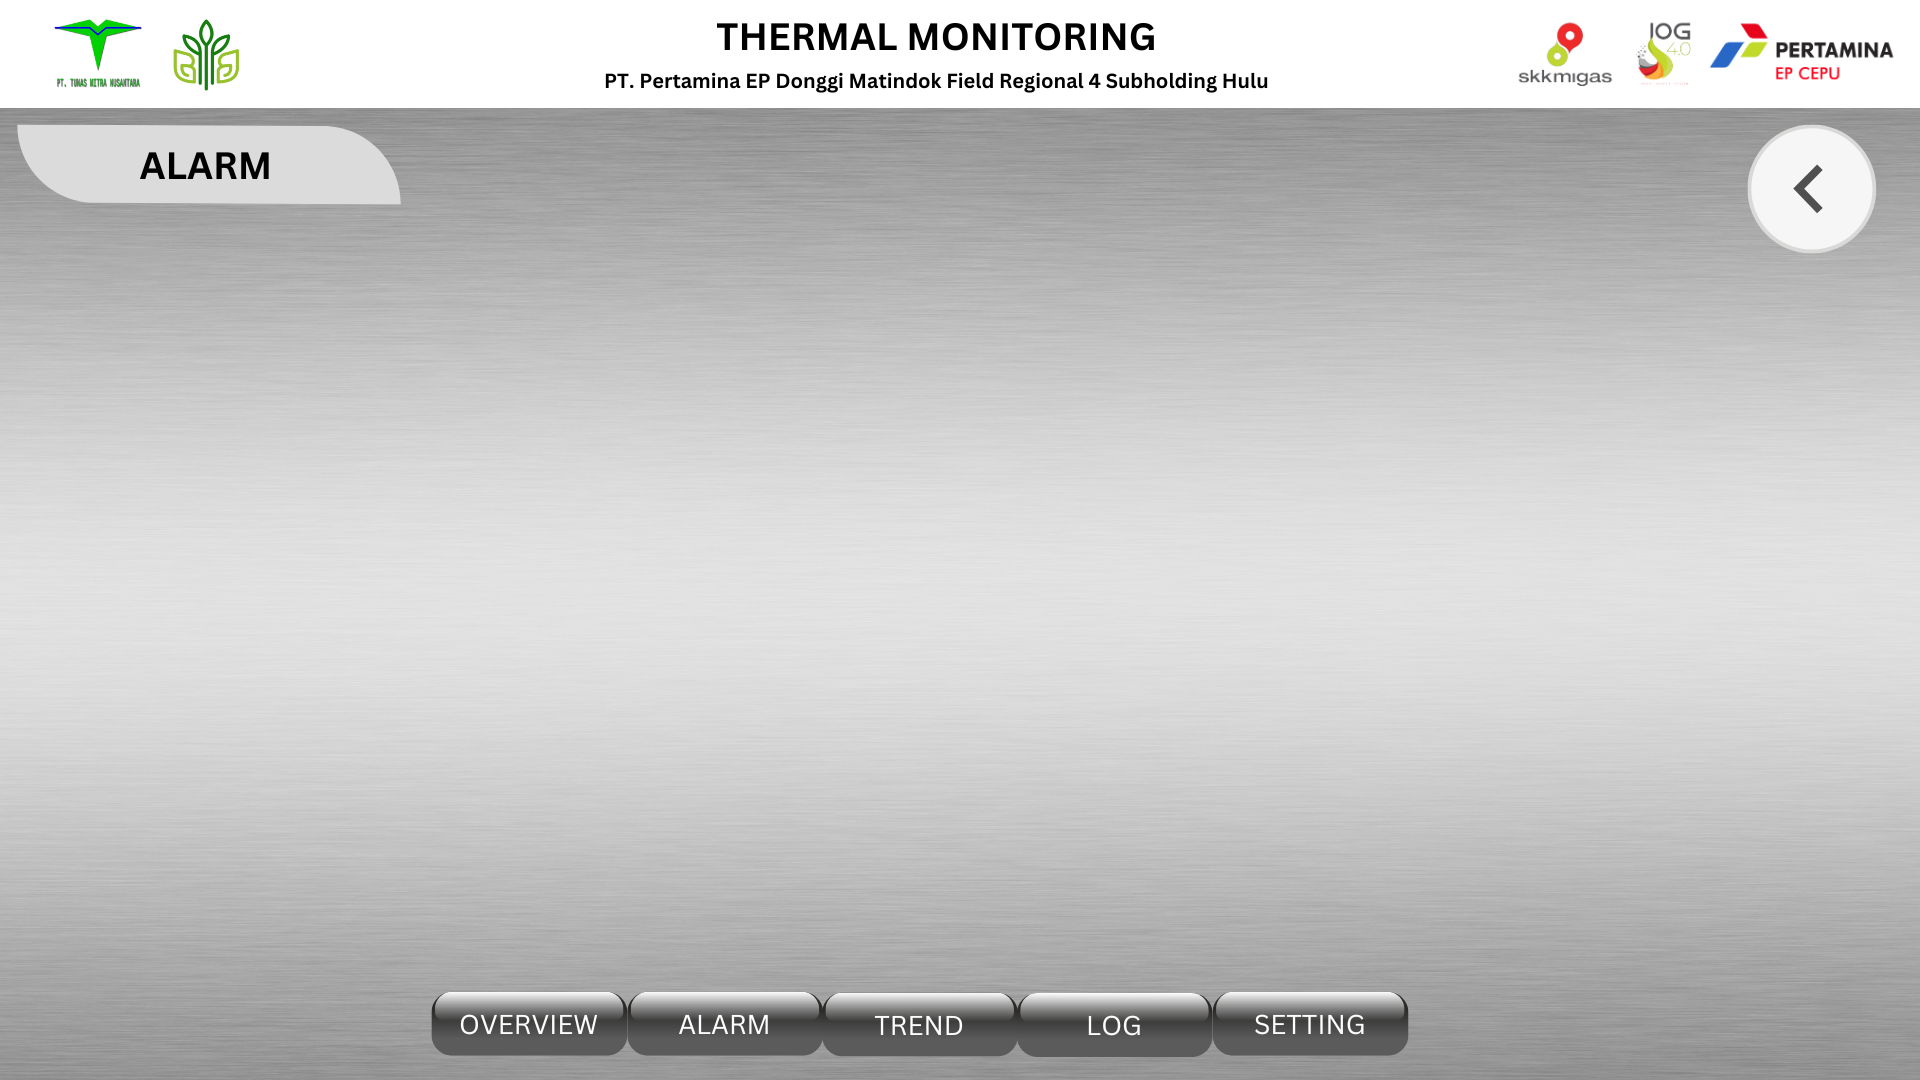 THERMAL MONITORING
PT. Pertamina EP Donggi Matindok Field Regional 4 Subholding Hulu
PT. TUNAS MITRA NUSANTARA
skkmigas
IOG
4.0
PERTAMINA
EP CEPU
ALARM
OVERVIEW
ALARM
TREND
LOG
SETTING